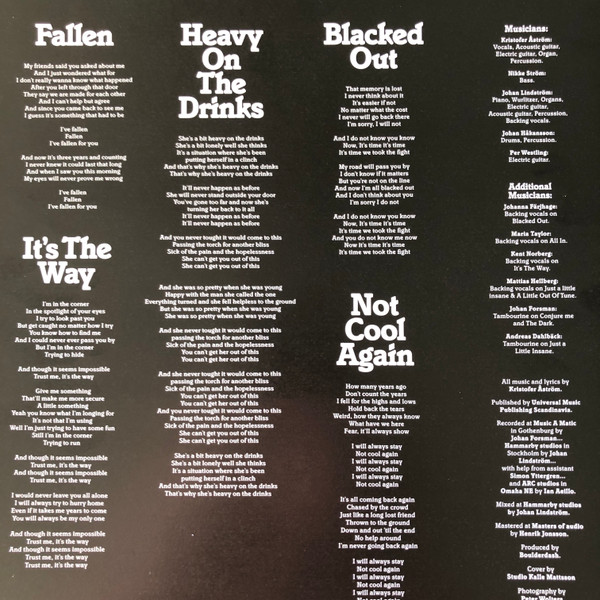 Fallen
My friends said you asked about me
And I just wondered what for
I don't really wanna know what happened
After you left through that door
They say we are made for each other
And I can't help but agree
And since you came back to see me
I guess it's something that had to be
I've fallen
Fallen
I've fallen for you
And now it's three years and counting
I never knew it could last that long
And when I saw you this morning
My eyes will never prove me wrong
I've fallen
Fallen
I've fallen for you
It's The
Way
I'm in the corner
In the spotlight of your eyes
I try to look past you
But get caught no matter how I try
You know how to find me
And I could never ever pass you by
But I'm in the corner
Trying to hide
And though it seems impossible
Trust me, it's the way
Give me something
That'll make me more secure
A little something
Yeah you know what I'm longing for
It's not that I'm using
Well I'm just trying to have some fun
Still I'm in the corner
Trying to run
And though it seems impossible
Trust me, it's the way
And though it seems impossible
Trust me, it's the way
I would never leave you all alone
I will always try to hurry home
Even if it takes me years to come
You will always be my only one
And though it seems impossible
Trust me, it's the way
And though it seems impossible
Trust me, it's the way
Heavy
On
The
Drinks
She's a bit heavy on the drinks
She's a bit lonely well she thinks
It's a situation where she's been
putting herself in a clinch
And that's why she's heavy on the drinks
That's why she's heavy on the drinks
It'll never happen as before
She will never stand outside your door
You've gone too far and now she's
turning her back to it all
It'll never happen as before
It'll never happen as before
And you never tought it would come to this
Passing the torch for another bliss
Sick of the pain and the hopelessness
She can't get you out of this
She can't get you out of this
And she was so pretty when she was young
Happy with the man she called the one
Everything turned and she fell helpless to the ground
But she was so pretty when she was young
She was so pretty when she was young
And she never tought it would come to this
passing the torch for another bliss
Sick of the pain and the hopelessness
You can't get her out of this
You can't get her out of this
And she never tought it would come to this
passing the torch for another bliss
Sick of the pain and the hopelessness
You can't get her out of this
You can't get her out of this
And you never tought it would come to this
Passing the torch for another bliss
Sick of the pain and the hopelessness
She can't get you out of this
She can't get you out of this
She's a bit heavy on the drinks
She's a bit lonely well she thinks
It's a situation where she's been
putting herself in a clinch
And that's why she's heavy on the drinks
That's why she's heavy on the drinks
Blacked
Out
That memory is lost
I never think about it
It's easier if not
No matter what the cost
I never will go back there
I'm sorry, I will not
And I do not know you know
Now, It's time it's time
It's time we took the fight
My road will pass you by
I don't know if it matters
But you're not on the line
And now I'm all blacked out
And I don't think about you
I'm sorry I do not
And I do not know you know
Now, It's time it's time
It's time we took the fight
And you do not know me now
Now it's time it's time
It's time we took the fight
Not
Cool
Again
How many years ago
Don't count the years
I fell for the highs and lows
Hold back the tears
Weird, how they always know
What have we here
Fear, it'll always show
I will always stay
Not cool again
I will always stay
Not cool again
I will always stay
Not cool again
It's all coming back again
Chased by the crowd
Just like a long lost friend
Thrown to the ground
Down and out 'til the end
No help around
I'm never going back again
I will always stay
Not cool again
I will always stay
Not cool again
I will always stay
Musicians:
Kristofer Åström:
Vocals, Acoustic guitar,
Electric guitar, Organ,
Percussion.
Nikke Ström:
Bass.
Johan Lindström:
Piano, Wurlitzer, Organs,
Electric guitar,
Acoustic guitar, Percussion,
Backing vocals.
Johan Håkansson:
Drums, Percussion.
Per Westling:
Electric guitar.
Additional
Musicians:
Johanna Färjhage:
Backing vocals on
Blacked Out.
Maria Taylor:
Backing vocals on All In.
Kent Norberg:
Backing vocals on
It's The Way.
Mattias Hellberg:
Backing vocals on Just a little
insane & A Little Out Of Tune.
Johan Forsman:
Tambourine on Conjure me
and The Dark.
Andreas Dahlbäck:
Tambourine on Just a
Little Insane.
All music and lyrics by
Kristofer Åström.
Published by Universal Music
Publishing Scandinavia.
Recorded at Music A Matic
in Gothenburg by
Johan Forsman...
Hammarby studios in
Stockholm by Johan
Lindström...
with help from assistant
Simon Yttergren...
and ABC studios in
Omaha NE by Ian Aeillo.
Mixed at Hammarby studios
by Johan Lindström.
Mastered at Masters of audio
by Henrik Jonsson.
Produced by
Boulderdash.
Cover by
Studio Kalle Mattsson
Photography by
Peter Wolters